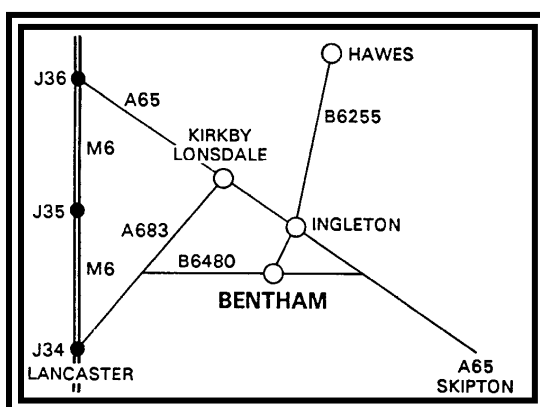 HAWES
J36
A65
B6255
KIRKBY
LONSDALE
M6
J35
A683
INGLETON
B6480
M6
BENTHAM
J34
LANCASTER
A65
SKIPTON